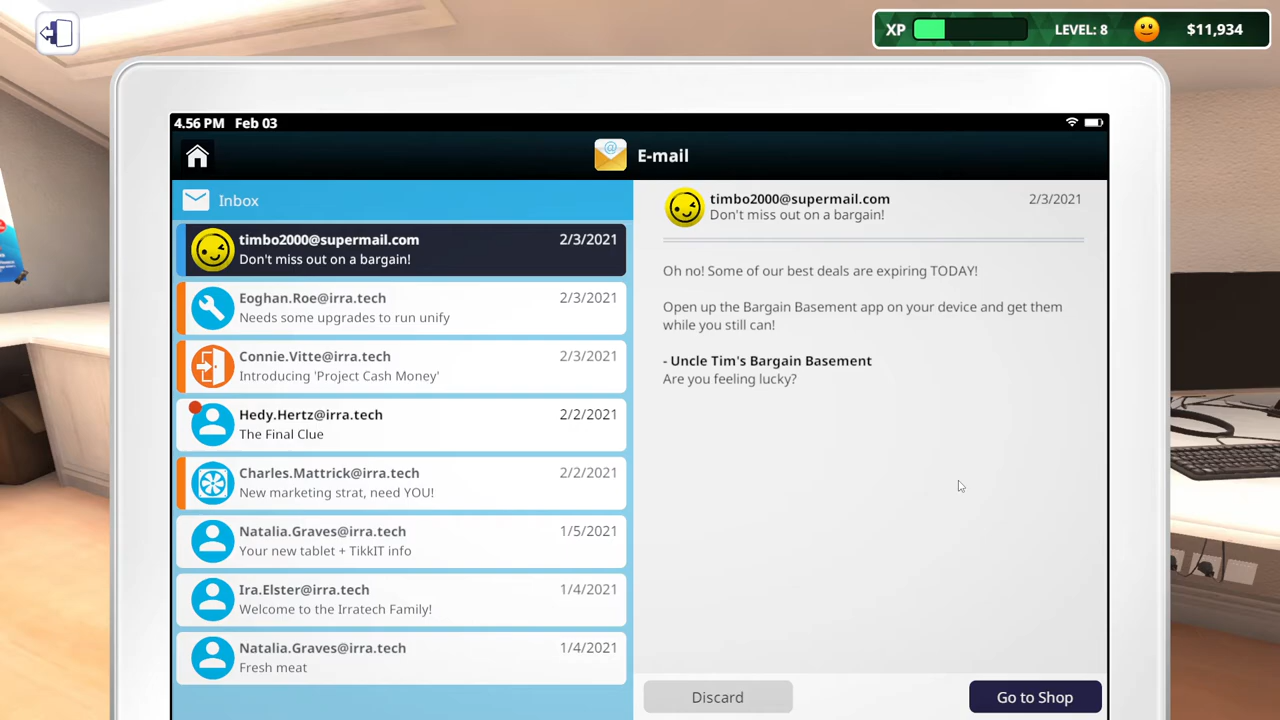 XP
LEVEL: 8
$11,934
4.56 PM Feb 03
E-mail
Inbox
timbo2000@supermail.com 2/3/2021
Don't miss out on a bargain!
Eoghan.Roe@irra.tech 2/3/2021
Needs some upgrades to run unify
Connie.Vitte@irra.tech 2/3/2021
Introducing 'Project Cash Money'
Hedy.Hertz@irra.tech 2/2/2021
The Final Clue
Charles.Mattrick@irra.tech 2/2/2021
New marketing strat, need YOU!
Natalia.Graves@irra.tech 1/5/2021
Your new tablet + TikkIT info
Ira.Elster@irra.tech 1/4/2021
Welcome to the Irratech Family!
Natalia.Graves@irra.tech 1/4/2021
Fresh meat
timbo2000@supermail.com 2/3/2021
Don't miss out on a bargain!
Oh no! Some of our best deals are expiring TODAY!
Open up the Bargain Basement app on your device and get them
while you still can!
- Uncle Tim's Bargain Basement
Are you feeling lucky?
Discard
Go to Shop